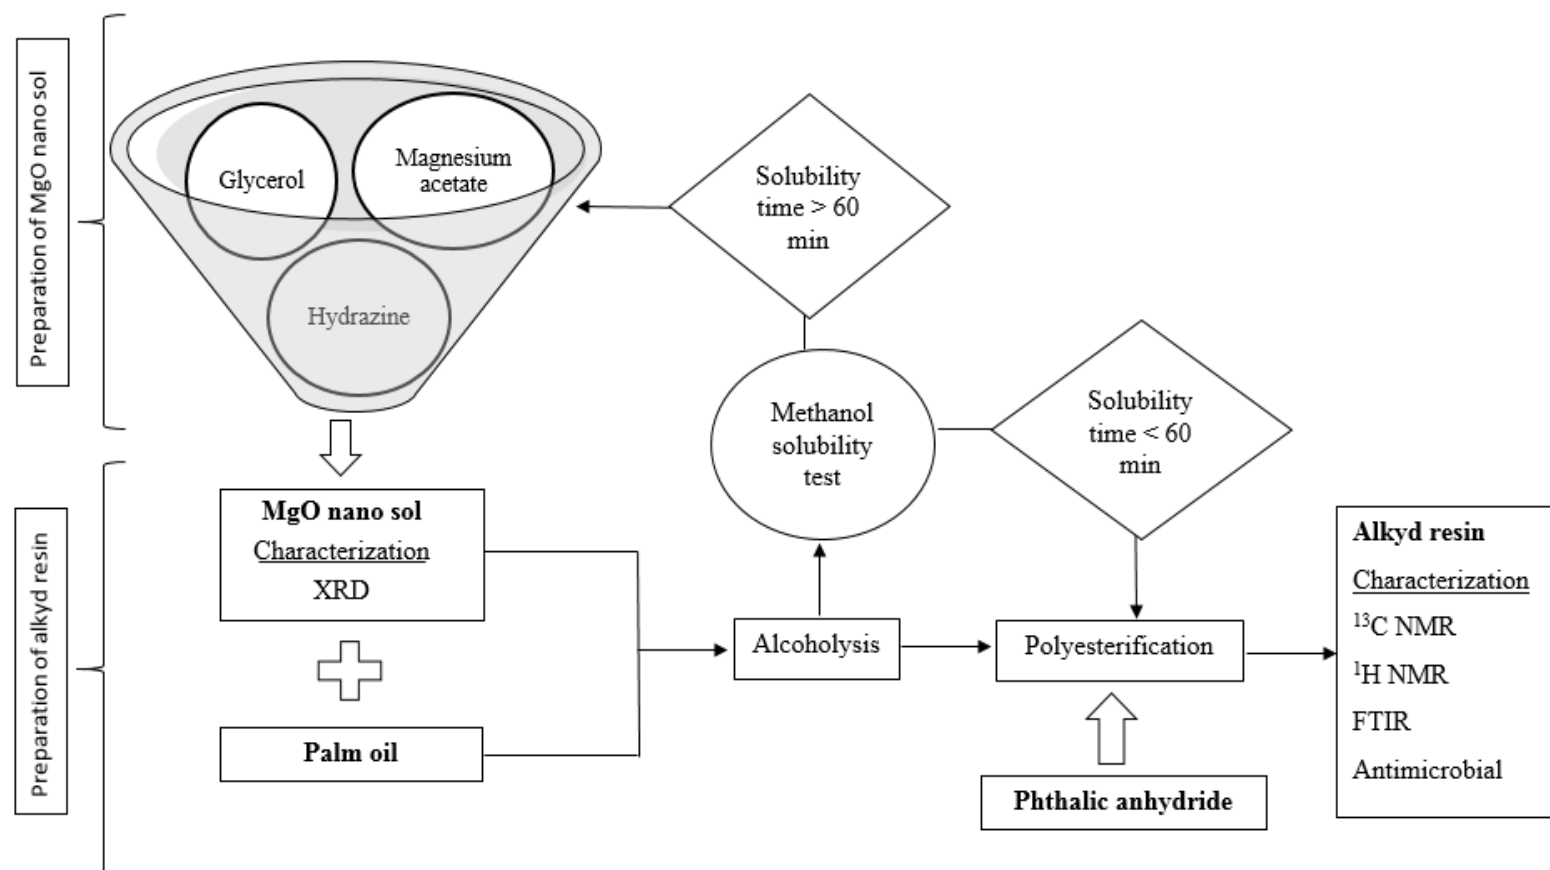 Preparation of MgO nano sol
Glycerol
Magnesium
acetate
Hydrazine
Solubility
time > 60
min
Methanol
solubility
test
Solubility
time < 60
min
Preparation of alkyd resin
MgO nano sol
Characterization
XRD
Palm oil
Alcoholysis
Polyesterification
Phthalic anhydride
Alkyd resin
Characterization
¹³C NMR
¹H NMR
FTIR
Antimicrobial